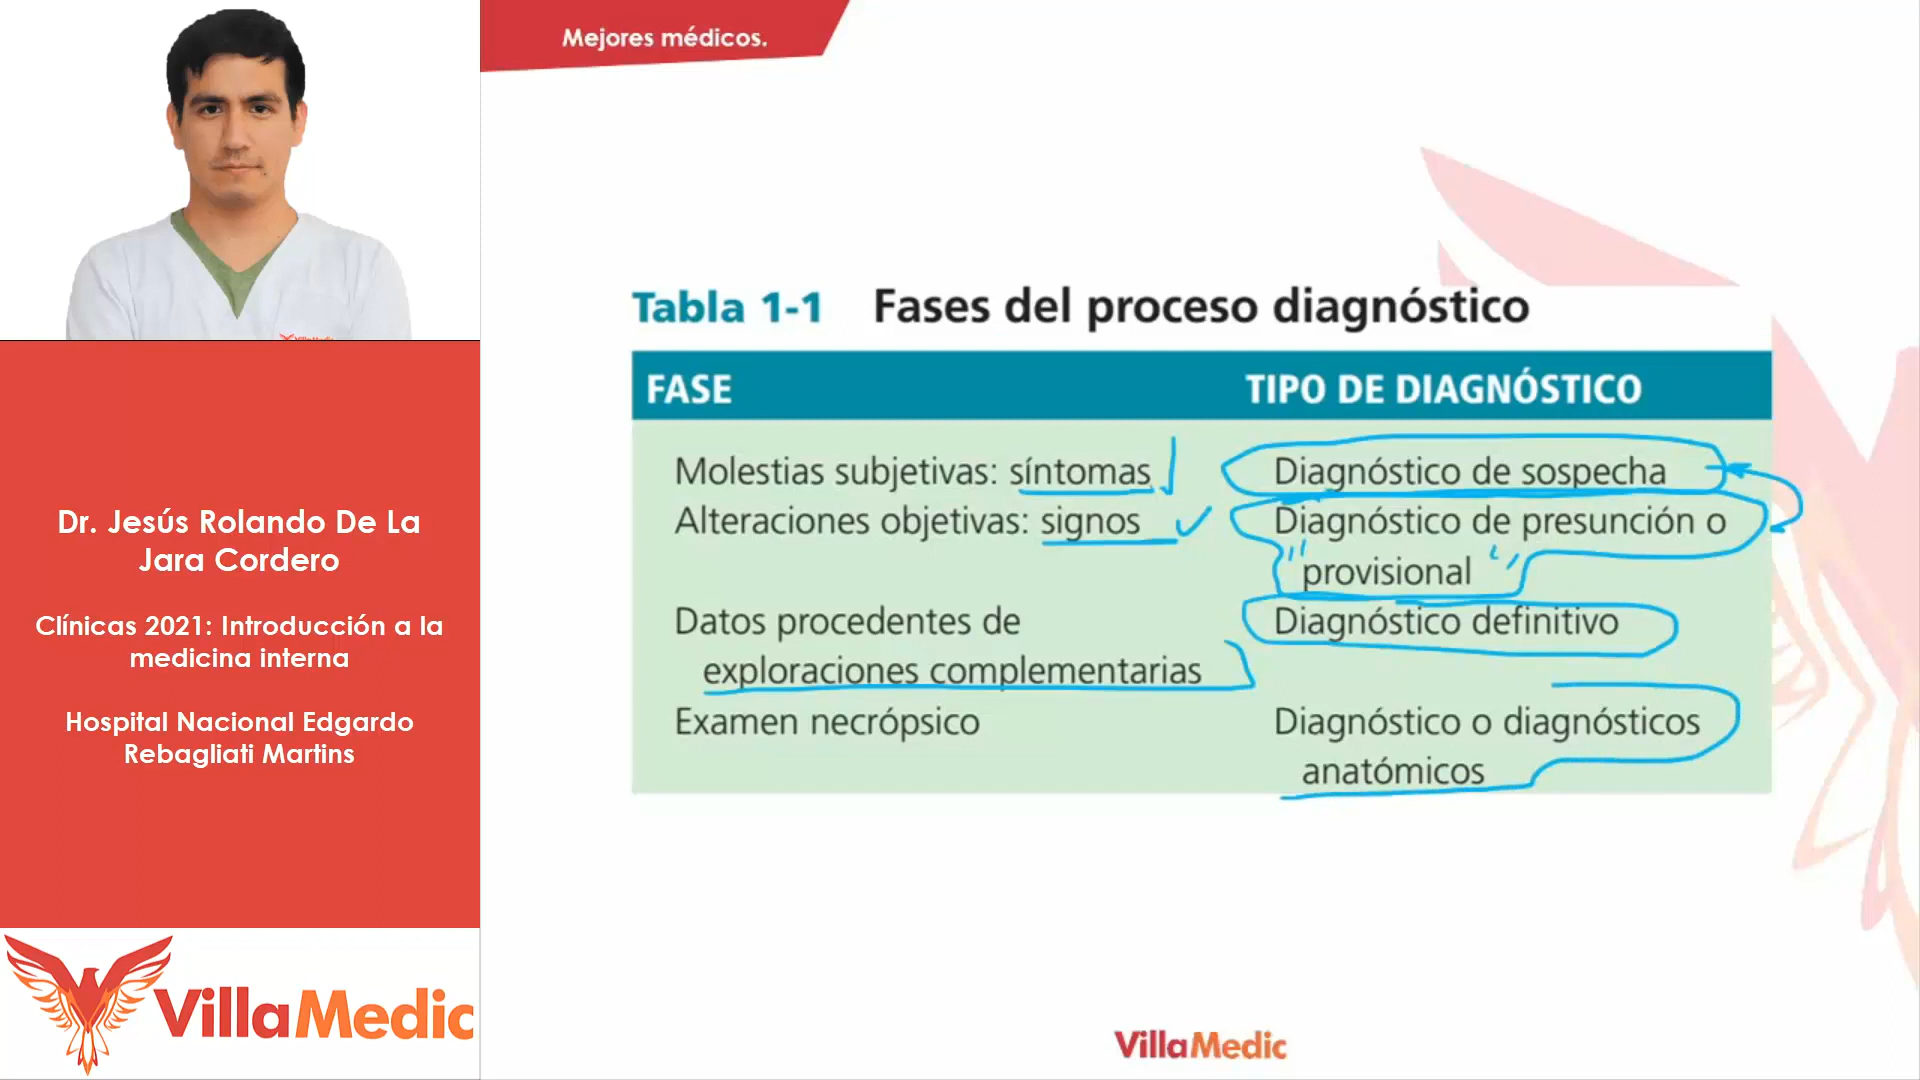 Mejores médicos.
Dr. Jesús Rolando De La
Jara Cordero
Clínicas 2021: Introducción a la
medicina interna
Hospital Nacional Edgardo
Rebagliati Martins
VillaMedic
Tabla 1-1 Fases del proceso diagnóstico
FASE TIPO DE DIAGNÓSTICO
Molestias subjetivas: síntomas Diagnóstico de sospecha
Alteraciones objetivas: signos Diagnóstico de presunción o
provisional
Datos procedentes de Diagnóstico definitivo
exploraciones complementarias
Examen necrópsico Diagnóstico o diagnósticos
anatómicos
VillaMedic